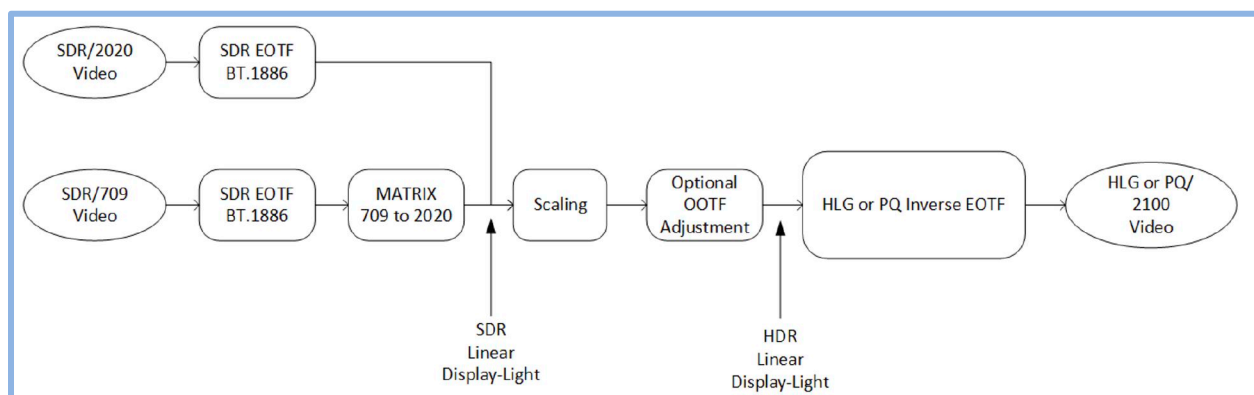 SDR/2020
Video
SDR EOTF
BT.1886
SDR/709
Video
SDR EOTF
BT.1886
MATRIX
709 to 2020
Scaling
Optional
OOTF
Adjustment
HLG or PQ Inverse EOTF
HLG or PQ/
2100
Video
SDR
Linear
Display-Light
HDR
Linear
Display-Light